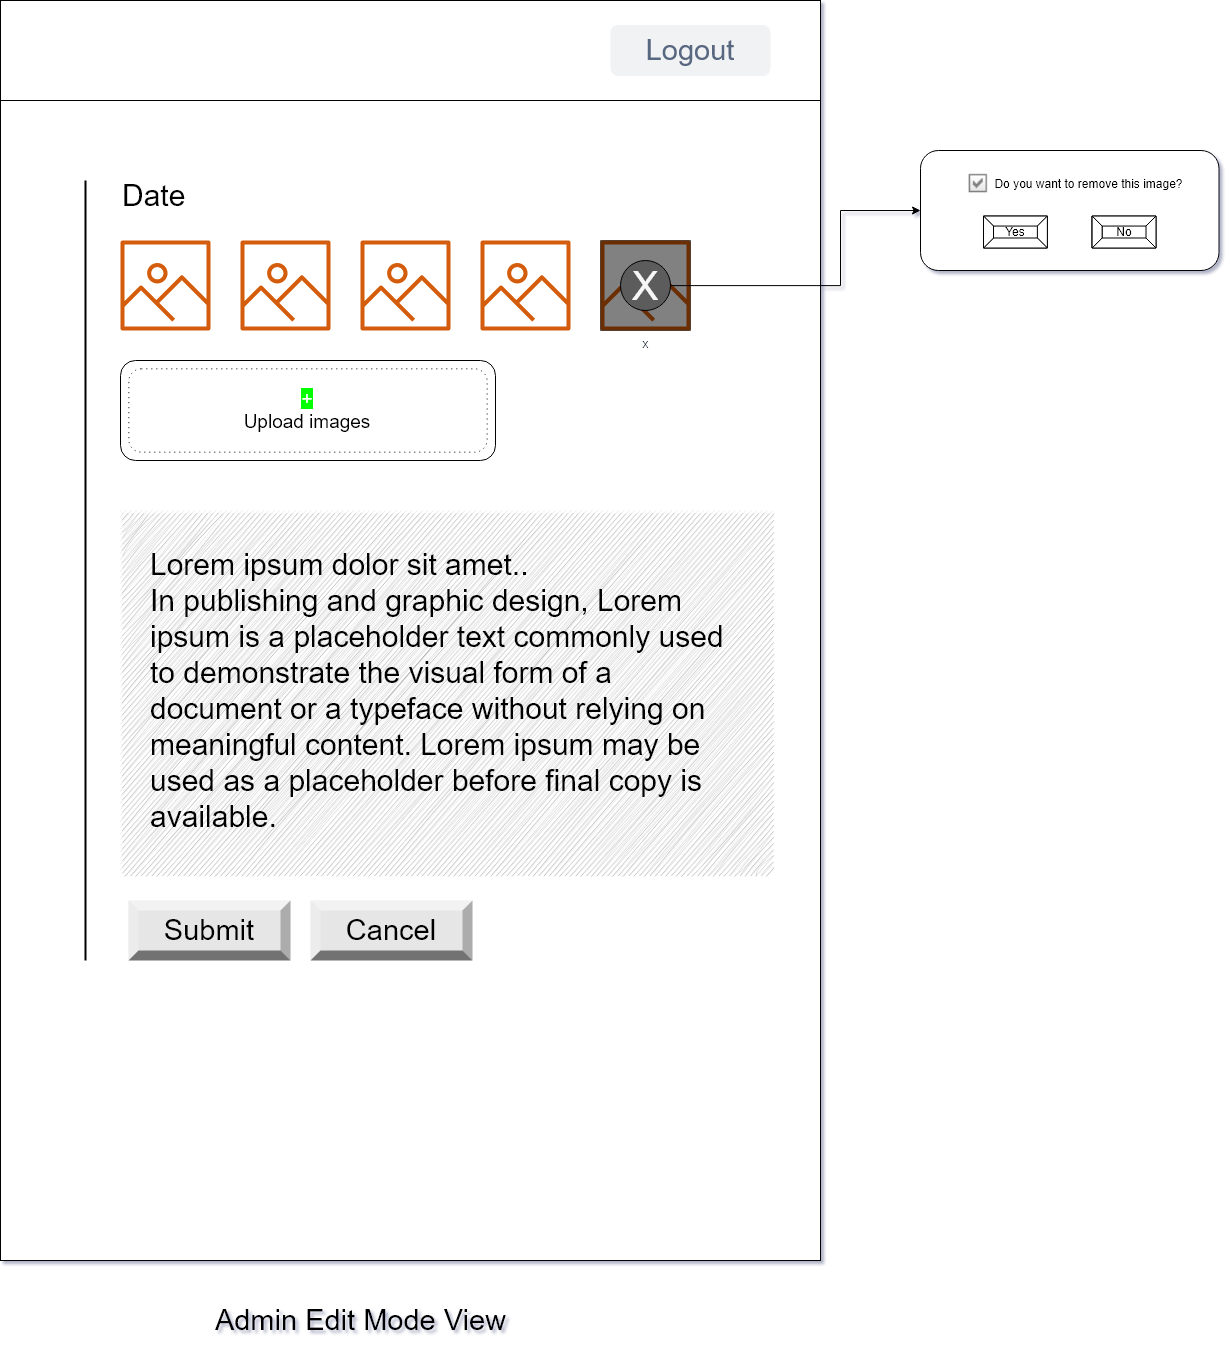 Logout
Date
X
x
Do you want to remove this image?
Yes
No
+
Upload images
Lorem ipsum dolor sit amet..
In publishing and graphic design, Lorem
ipsum is a placeholder text commonly used
to demonstrate the visual form of a
document or a typeface without relying on
meaningful content. Lorem ipsum may be
used as a placeholder before final copy is
available.
Submit
Cancel
Admin Edit Mode View